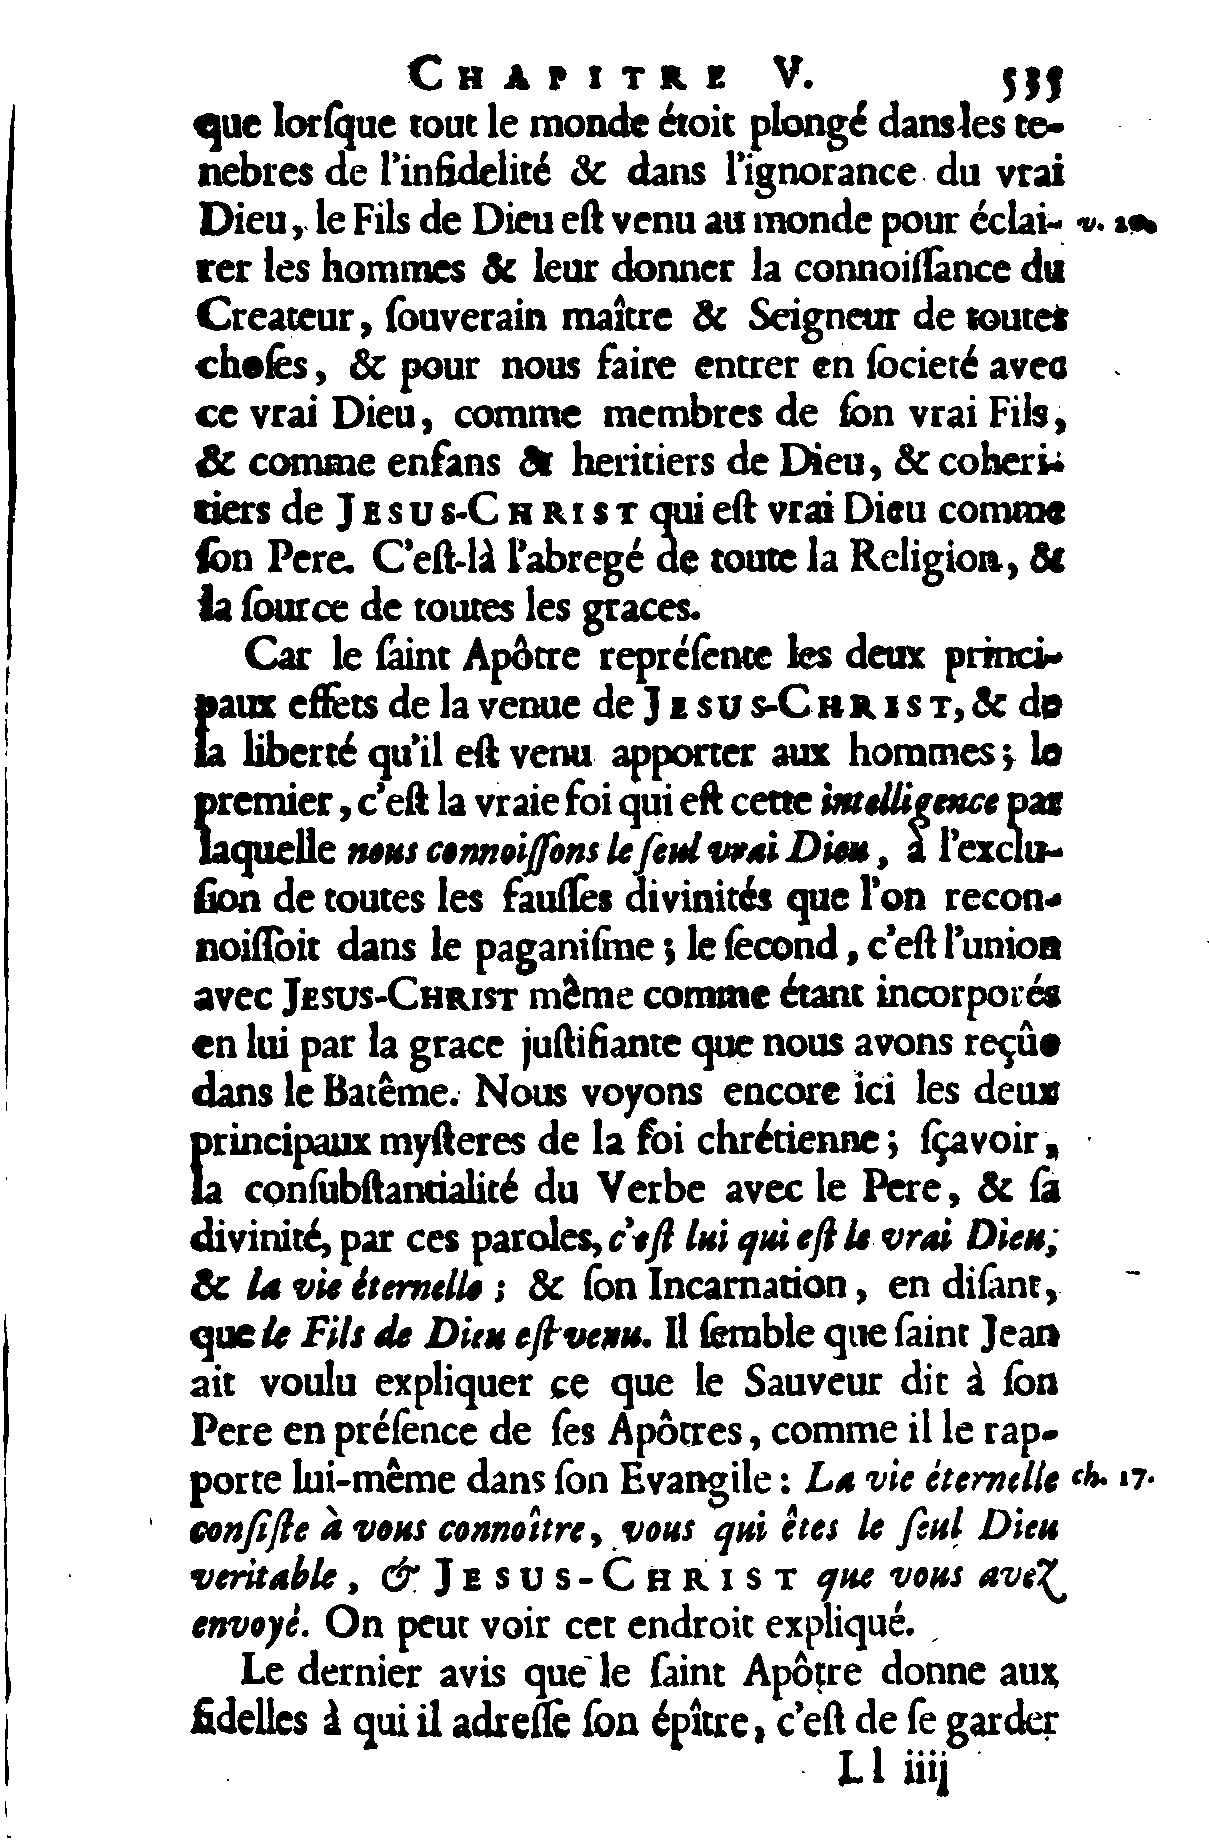 CHAPITRE V. 535
que lorſque tout le monde étoit plongé dans les te-
nebres de l'infidelité & dans l'ignorance du vrai
Dieu, le Fils de Dieu eſt venu au monde pour éclai- v. 20.
rer les hommes & leur donner la connoiſſance du
Createur, ſouverain maître & Seigneur de toutes
choſes, & pour nous faire entrer en ſocieté avec
ce vrai Dieu, comme membres de ſon vrai Fils,
& comme enfans & heritiers de Dieu, & coheri-
tiers de JESUS-CHRIST qui eſt vrai Dieu comme
ſon Pere. C'eſt-là l'abregé de toute la Religion, &
la ſource de toutes les graces.
Car le ſaint Apôtre repréſente les deux princi-
paux effets de la venue de JESUS-CHRIST, & de
la liberté qu'il eſt venu apporter aux hommes; le
premier, c'eſt la vraie foi qui eſt cette intelligence par
laquelle nous connoiſſons le ſeul vrai Dieu, à l'exclu-
ſion de toutes les fauſſes divinités que l'on recon-
noiſſoit dans le paganiſme; le ſecond, c'eſt l'union
avec JESUS-CHRIST même comme étant incorporés
en lui par la grace juſtifiante que nous avons reçûe
dans le Batême. Nous voyons encore ici les deux
principaux myſteres de la foi chrétienne; ſçavoir,
la conſubſtantialité du Verbe avec le Pere, & ſa
divinité, par ces paroles, c'eſt lui qui eſt le vrai Dieu;
& la vie éternelle; & ſon Incarnation, en diſant,
que le Fils de Dieu eſt venu. Il ſemble que ſaint Jean
ait voulu expliquer ce que le Sauveur dit à ſon
Pere en préſence de ſes Apôtres, comme il le rap-
porte lui-même dans ſon Evangile: La vie éternelle ch. 17.
conſiſte à vous connoître, vous qui êtes le ſeul Dieu
veritable, & JESUS-CHRIST que vous avez
envoyé. On peut voir cet endroit expliqué.
Le dernier avis que le ſaint Apôtre donne aux
fidelles à qui il adreſſe ſon épître, c'eſt de ſe garder
Ll iiij